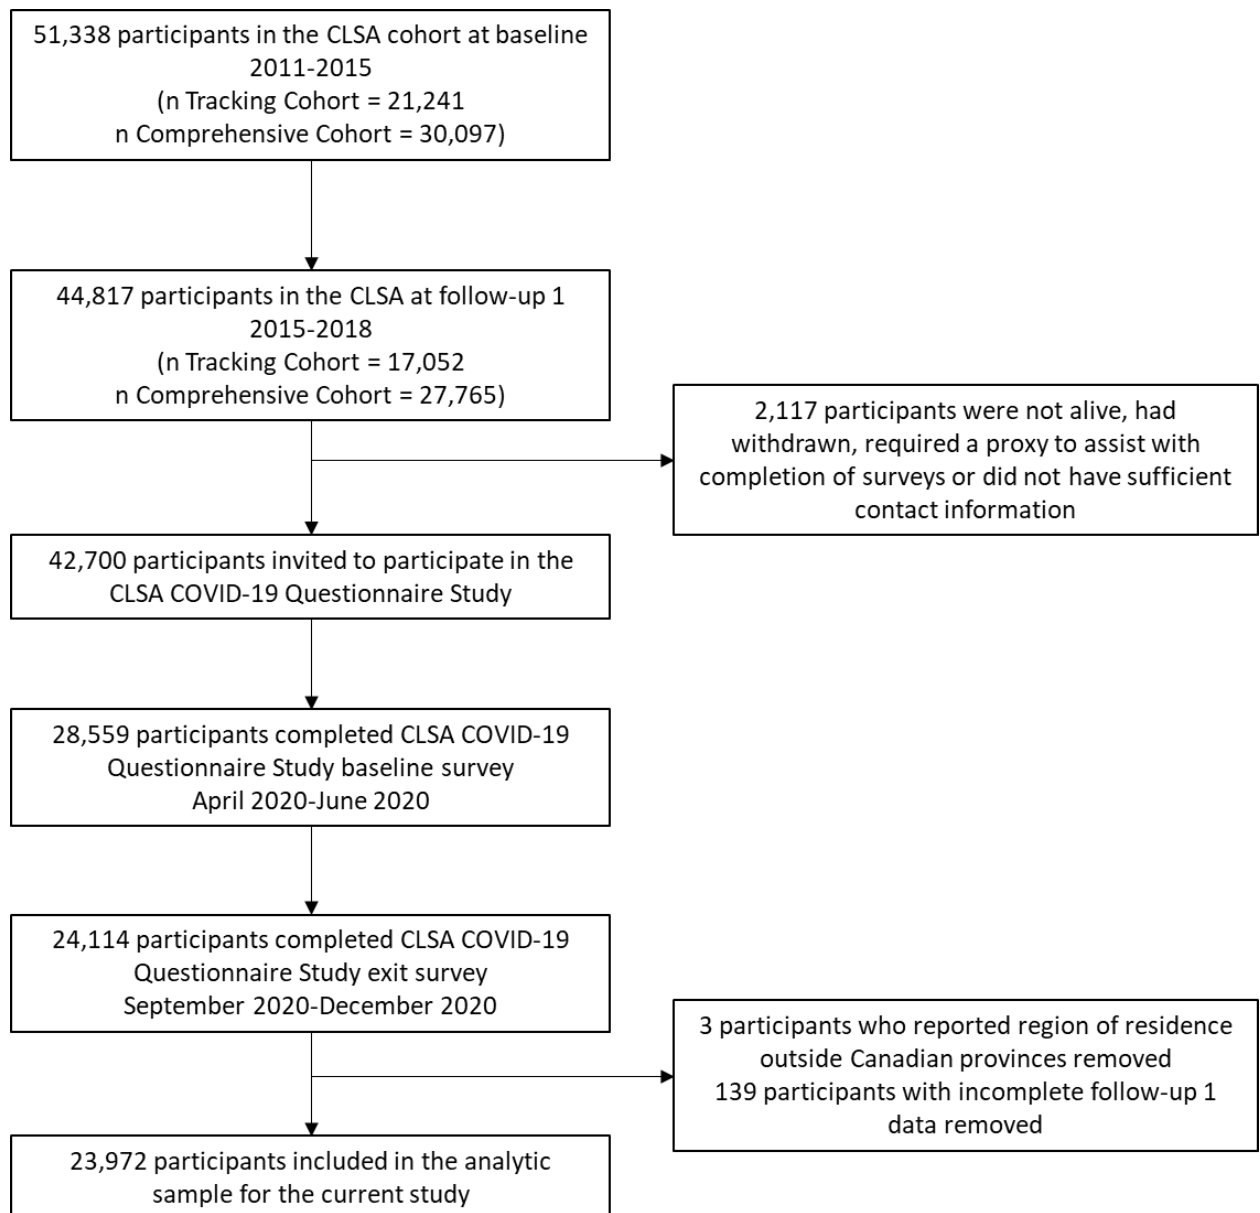 51,338 participants in the CLSA cohort at baseline
2011-2015
(n Tracking Cohort = 21,241
n Comprehensive Cohort = 30,097)
44,817 participants in the CLSA at follow-up 1
2015-2018
(n Tracking Cohort = 17,052
n Comprehensive Cohort = 27,765)
2,117 participants were not alive, had
withdrawn, required a proxy to assist with
completion of surveys or did not have sufficient
contact information
42,700 participants invited to participate in the
CLSA COVID-19 Questionnaire Study
28,559 participants completed CLSA COVID-19
Questionnaire Study baseline survey
April 2020-June 2020
24,114 participants completed CLSA COVID-19
Questionnaire Study exit survey
September 2020-December 2020
3 participants who reported region of residence
outside Canadian provinces removed
139 participants with incomplete follow-up 1
data removed
23,972 participants included in the analytic
sample for the current study